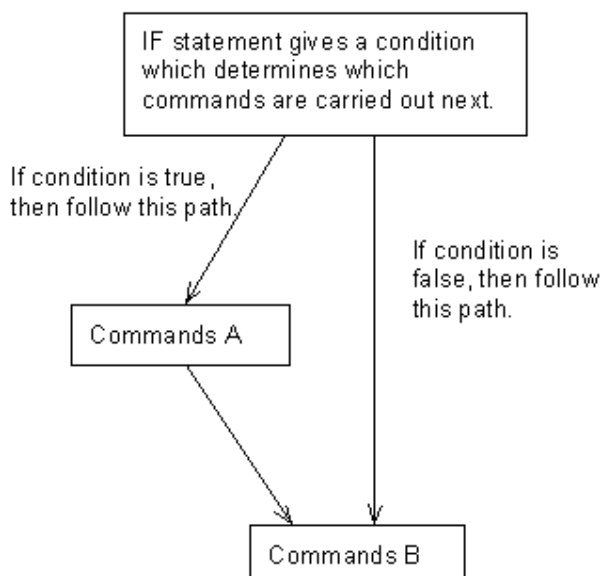 IF statement gives a condition
which determines which
commands are carried out next.
If condition is true,
then follow this path.
If condition is
false, then follow
this path.
Commands A
Commands B